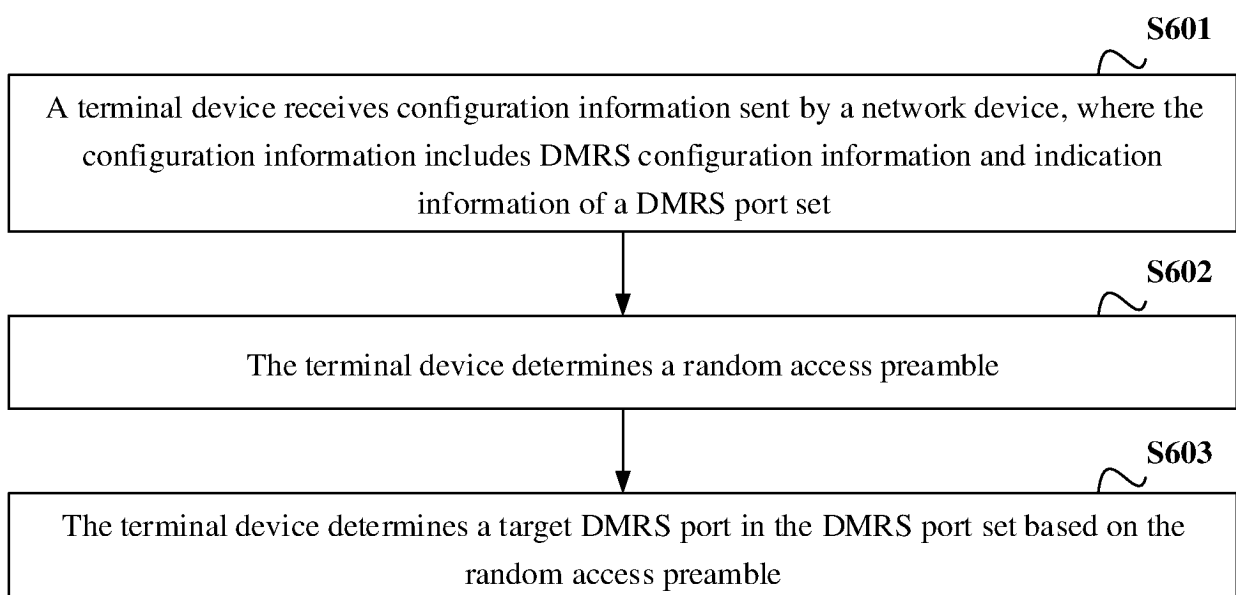 S601
A terminal device receives configuration information sent by a network device, where the
configuration information includes DMRS configuration information and indication
information of a DMRS port set
S602
The terminal device determines a random access preamble
S603
The terminal device determines a target DMRS port in the DMRS port set based on the
random access preamble